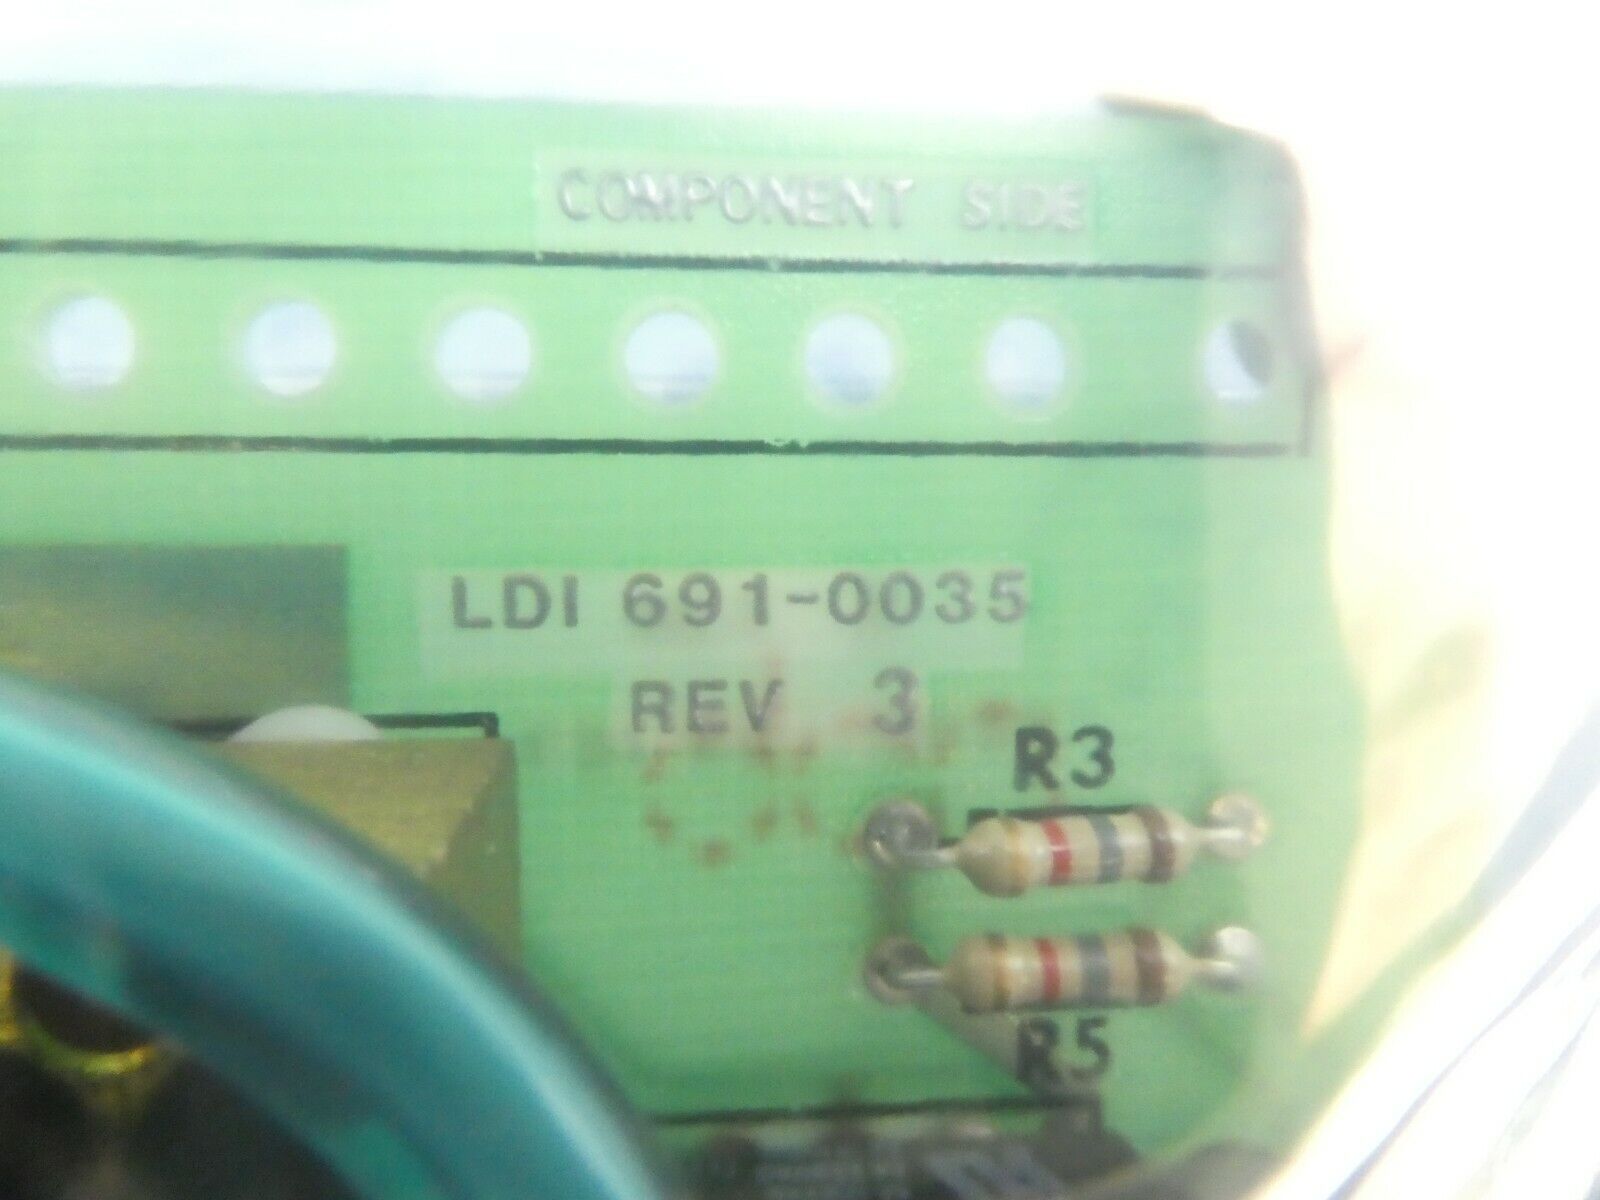 COMPONENT SIDE
LDI 691-0035
REV 3
R3
R5